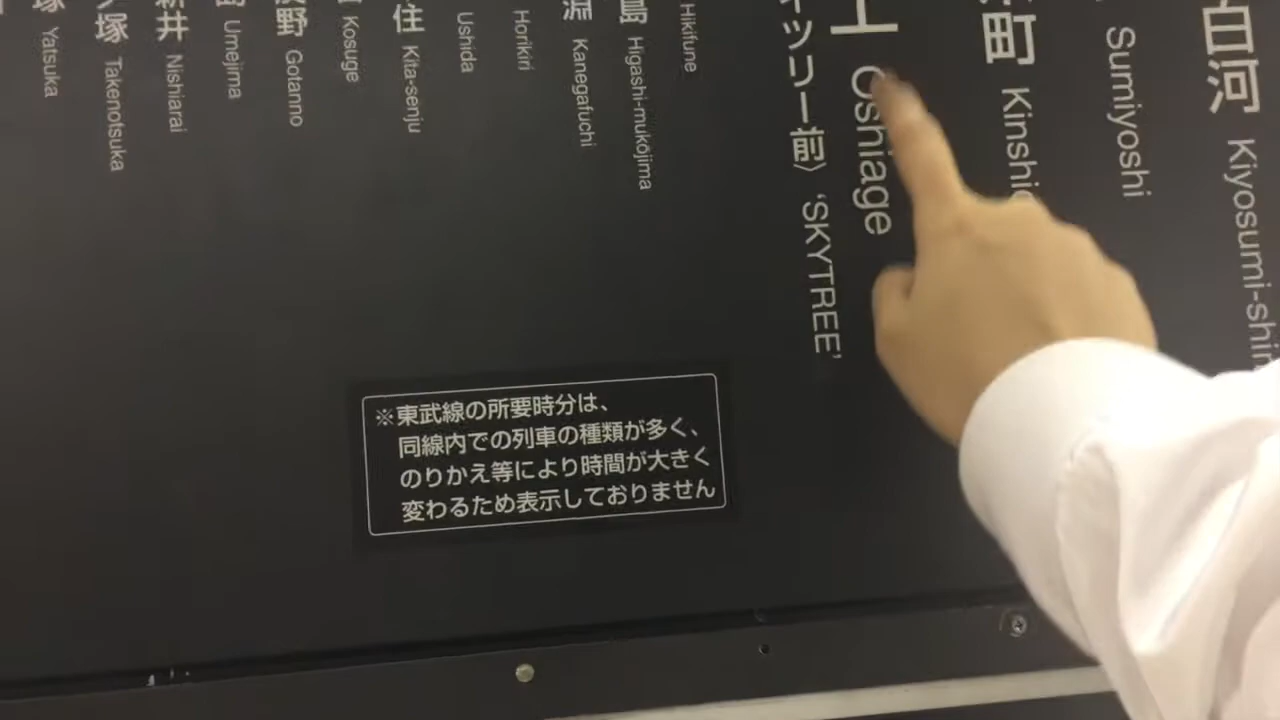 塚 Yatsuka
塚 Takenotsuka
新井 Nishiarai
Umejima
野 Gotanno
Kosuge
住 Kita-senju
Ushida
Horikiri
淵 Kanegafuchi
島 Higashi-mukōjima
Hikifune
ツリー前〉 'SKYTREE'
上 Oshiage
町 Kinshi
Sumiyoshi
白河 Kiyosumi-shir
※東武線の所要時分は、
同線内での列車の種類が多く、
のりかえ等により時間が大きく
変わるため表示しておりません